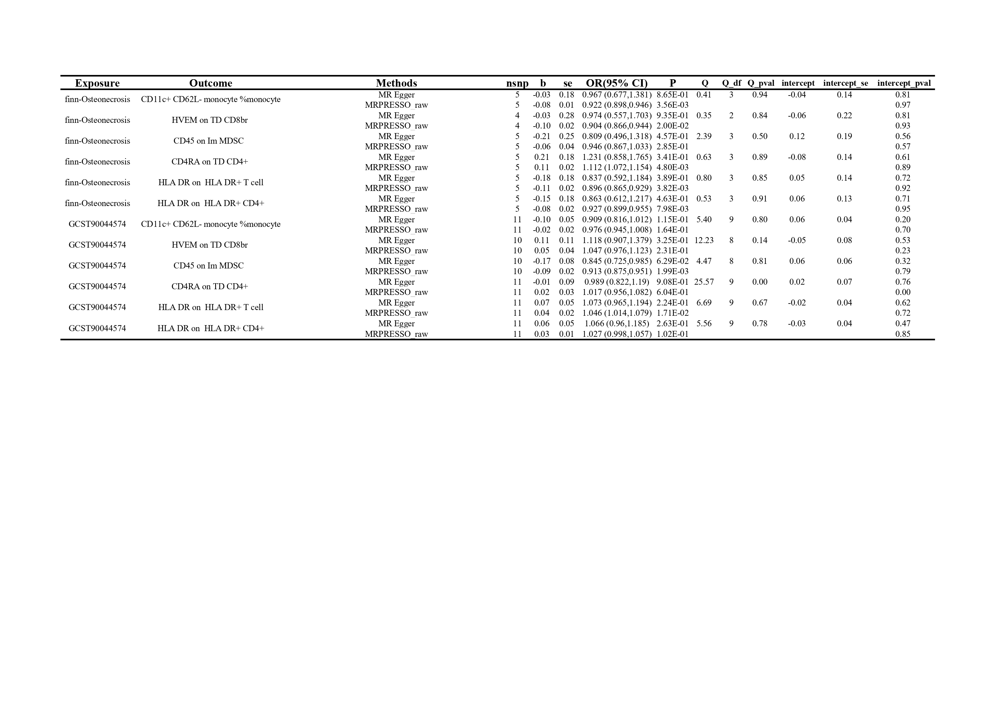 Exposure Outcome Methods nsnp b se OR(95% CI) P Q Q_df Q_pval intercept intercept_se intercept_pval
finn-Osteonecrosis CD11c+ CD62L- monocyte %monocyte MR Egger 5 -0.03 0.18 0.967 (0.677,1.381) 8.65E-01 0.41 3 0.94 -0.04 0.14 0.81
MRPRESSO_raw 5 -0.08 0.01 0.922 (0.898,0.946) 3.56E-03 0.97
finn-Osteonecrosis HVEM on TD CD8br MR Egger 4 -0.03 0.28 0.974 (0.557,1.703) 9.35E-01 0.35 2 0.84 -0.06 0.22 0.81
MRPRESSO_raw 4 -0.10 0.02 0.904 (0.866,0.944) 2.00E-02 0.93
finn-Osteonecrosis CD45 on Im MDSC MR Egger 5 -0.21 0.25 0.809 (0.496,1.318) 4.57E-01 2.39 3 0.50 0.12 0.19 0.56
MRPRESSO_raw 5 -0.06 0.04 0.946 (0.867,1.033) 2.85E-01 0.57
finn-Osteonecrosis CD4RA on TD CD4+ MR Egger 5 0.21 0.18 1.231 (0.858,1.765) 3.41E-01 0.63 3 0.89 -0.08 0.14 0.61
MRPRESSO_raw 5 0.11 0.02 1.112 (1.072,1.154) 4.80E-03 0.89
finn-Osteonecrosis HLA DR on HLA DR+ T cell MR Egger 5 -0.18 0.18 0.837 (0.592,1.184) 3.89E-01 0.80 3 0.85 0.05 0.14 0.72
MRPRESSO_raw 5 -0.11 0.02 0.896 (0.865,0.929) 3.82E-03 0.92
finn-Osteonecrosis HLA DR on HLA DR+ CD4+ MR Egger 5 -0.15 0.18 0.863 (0.612,1.217) 4.63E-01 0.53 3 0.91 0.06 0.13 0.71
MRPRESSO_raw 5 -0.08 0.02 0.927 (0.899,0.955) 7.98E-03 0.95
GCST90044574 CD11c+ CD62L- monocyte %monocyte MR Egger 11 -0.10 0.05 0.909 (0.816,1.012) 1.15E-01 5.40 9 0.80 0.06 0.04 0.20
MRPRESSO_raw 11 -0.02 0.02 0.976 (0.945,1.008) 1.64E-01 0.70
GCST90044574 HVEM on TD CD8br MR Egger 10 0.11 0.11 1.118 (0.907,1.379) 3.25E-01 12.23 8 0.14 -0.05 0.08 0.53
MRPRESSO_raw 10 0.05 0.04 1.047 (0.976,1.123) 2.31E-01 0.23
GCST90044574 CD45 on Im MDSC MR Egger 10 -0.17 0.08 0.845 (0.725,0.985) 6.29E-02 4.47 8 0.81 0.06 0.06 0.32
MRPRESSO_raw 10 -0.09 0.02 0.913 (0.875,0.951) 1.99E-03 0.79
GCST90044574 CD4RA on TD CD4+ MR Egger 11 -0.01 0.09 0.989 (0.822,1.19) 9.08E-01 25.57 9 0.00 0.02 0.07 0.76
MRPRESSO_raw 11 0.02 0.03 1.017 (0.956,1.082) 6.04E-01 0.00
GCST90044574 HLA DR on HLA DR+ T cell MR Egger 11 0.07 0.05 1.073 (0.965,1.194) 2.24E-01 6.69 9 0.67 -0.02 0.04 0.62
MRPRESSO_raw 11 0.04 0.02 1.046 (1.014,1.079) 1.71E-02 0.72
GCST90044574 HLA DR on HLA DR+ CD4+ MR Egger 11 0.06 0.05 1.066 (0.96,1.185) 2.63E-01 5.56 9 0.78 -0.03 0.04 0.47
MRPRESSO_raw 11 0.03 0.01 1.027 (0.998,1.057) 1.02E-01 0.85